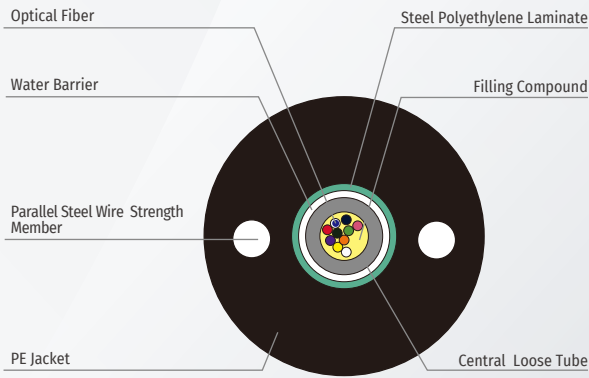 Optical Fiber
Steel Polyethylene Laminate
Water Barrier
Filling Compound
Parallel Steel Wire Strength
Member
PE Jacket
Central Loose Tube